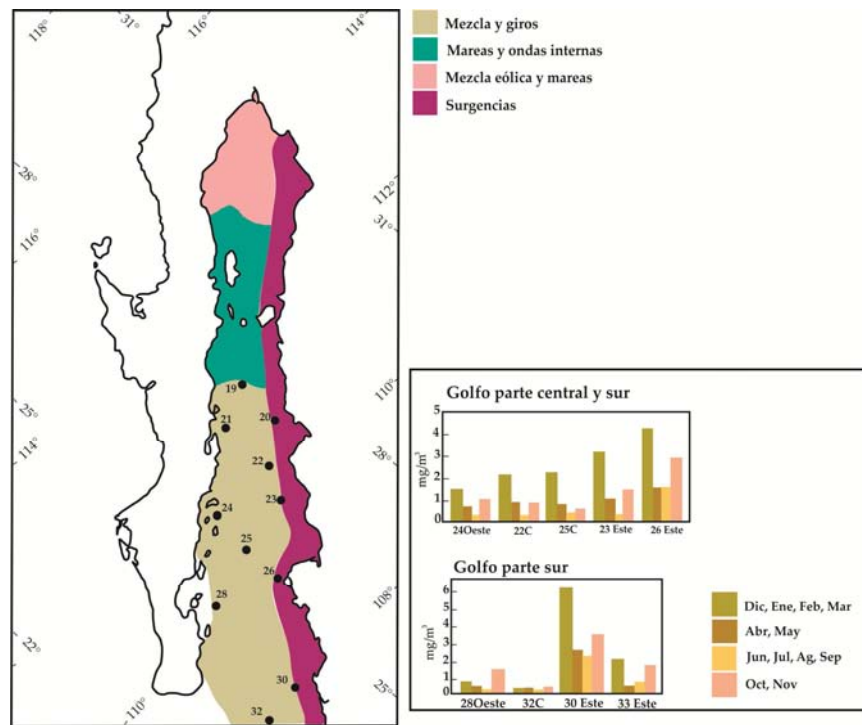 118°
31°
116°
114°
28°
116°
112°
31°
25°
114°
110°
28°
108°
22°
110°
25°
19
20
21
22
23
24
25
26
28
30
32
Mezcla y giros
Mareas y ondas internas
Mezcla eólica y mareas
Surgencias
Golfo parte central y sur
5
4
3
2
1
0
mg/m³
24Oeste 22C 25C 23 Este 26 Este
Golfo parte sur
6
5
4
3
2
1
0
mg/m³
28Oeste 32C 30 Este 33 Este
Dic, Ene, Feb, Mar
Abr, May
Jun, Jul, Ag, Sep
Oct, Nov